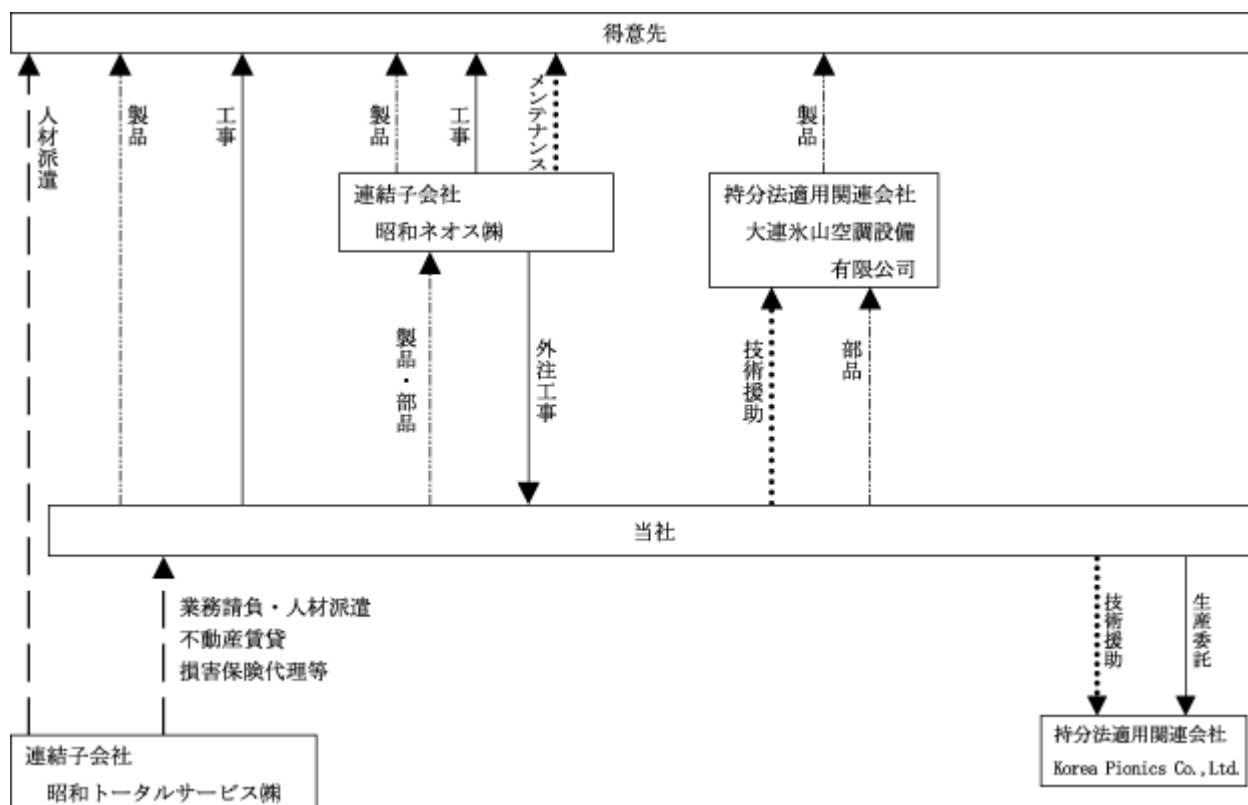 得意先
人材派遣
製品
工事
製品
工事
メンテナンス
製品
連結子会社
昭和ネオス㈱
持分法適用関連会社
大連氷山空調設備
有限公司
製品・部品
外注工事
技術援助
部品
当社
業務請負・人材派遣
不動産賃貸
損害保険代理等
技術援助
生産委託
連結子会社
昭和トータルサービス㈱
持分法適用関連会社
Korea Pionics Co.,Ltd.